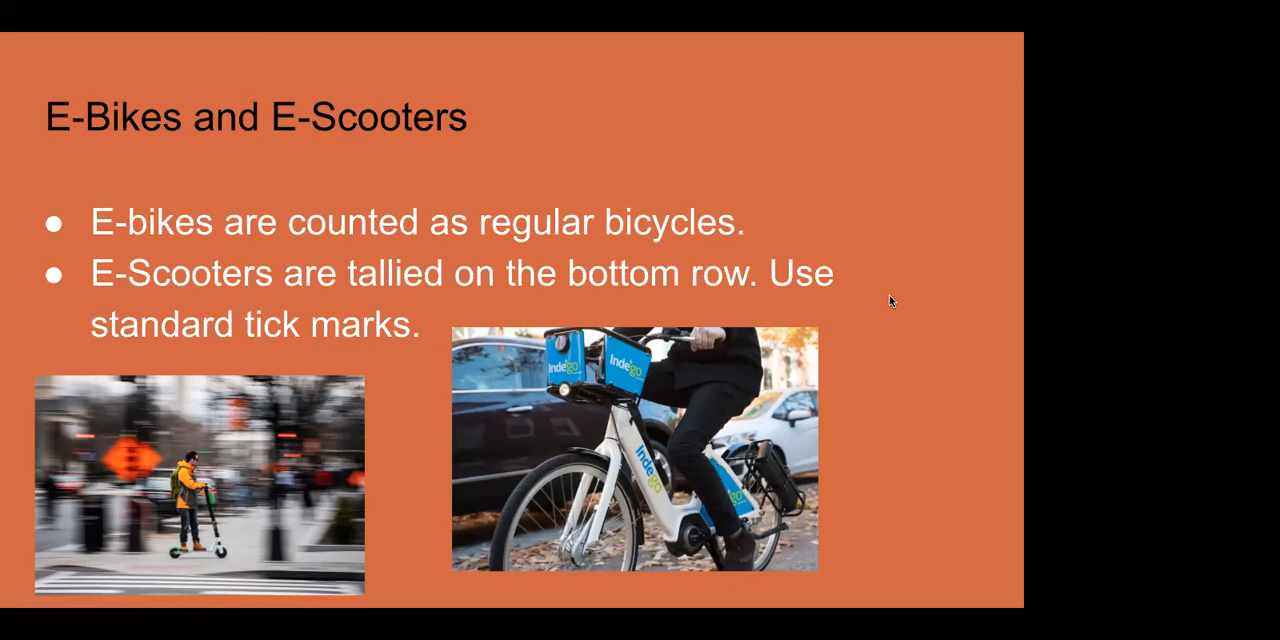 E-Bikes and E-Scooters
● E-bikes are counted as regular bicycles.
● E-Scooters are tallied on the bottom row. Use
standard tick marks.
Indego
Indego
Indego
go